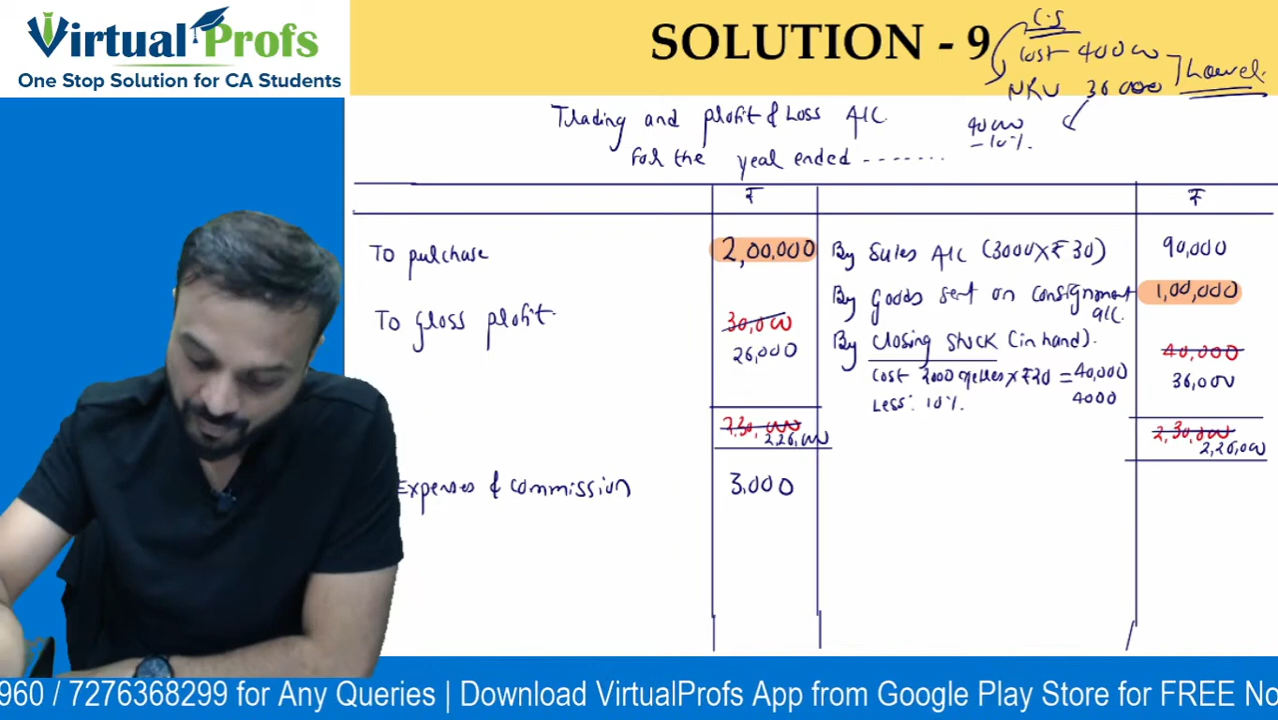 Virtual Profs
One Stop Solution for CA Students
SOLUTION - 9
C.S
Cost 40000
NRV 36000
Lower.
40000
-10%.
Trading and profit & Loss A/C.
For the year ended -------
₹ ₹
To purchase 2,00,000 By Sales A/C (3000X₹30) 90,000
By goods sent on consignment 1,00,000
a/c.
To gross profit 30,000
26,000
By closing stock (in hand). 40,000
Cost 2000 X₹20 = 40,000 36,000
Less: 10%. 4000
2,30,000 2,30,000
2,26,000 2,26,000
Expenses & commission 3,000
960 / 7276368299 for Any Queries | Download VirtualProfs App from Google Play Store for FREE No